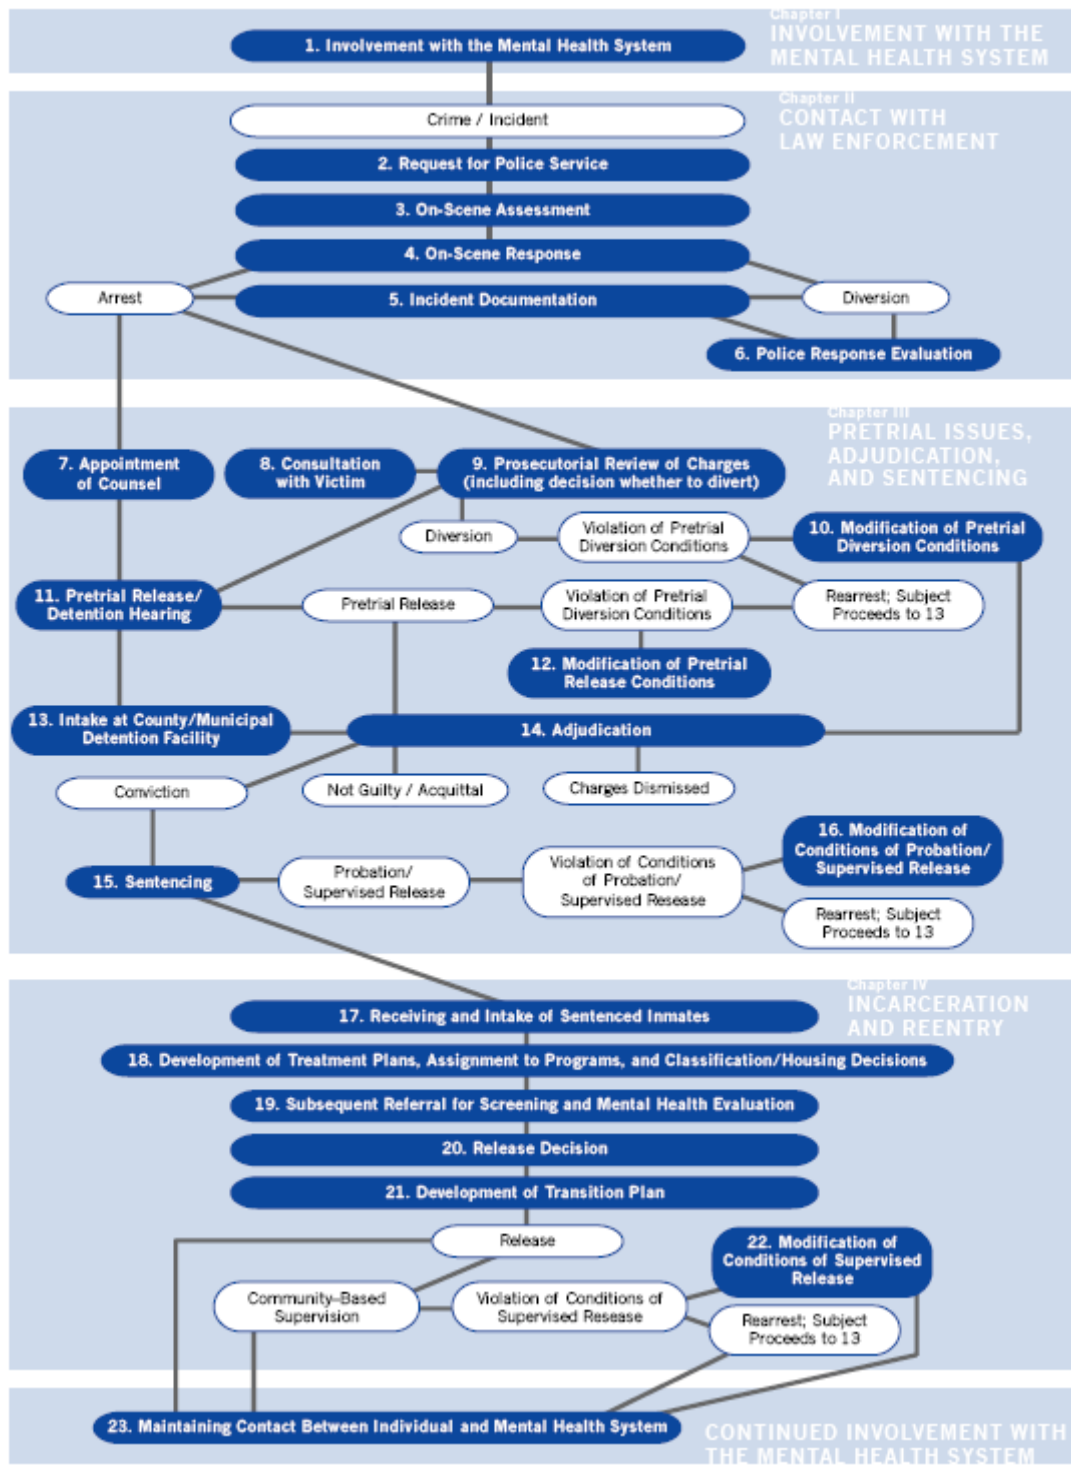 Chapter I
INVOLVEMENT WITH THE
MENTAL HEALTH SYSTEM
1. Involvement with the Mental Health System
Chapter II
CONTACT WITH
LAW ENFORCEMENT
Crime / Incident
2. Request for Police Service
3. On-Scene Assessment
4. On-Scene Response
Arrest
5. Incident Documentation
Diversion
6. Police Response Evaluation
Chapter III
PRETRIAL ISSUES,
ADJUDICATION,
AND SENTENCING
7. Appointment
of Counsel
8. Consultation
with Victim
9. Prosecutorial Review of Charges
(including decision whether to divert)
Diversion
Violation of Pretrial
Diversion Conditions
10. Modification of Pretrial
Diversion Conditions
11. Pretrial Release/
Detention Hearing
Pretrial Release
Violation of Pretrial
Diversion Conditions
Rearrest; Subject
Proceeds to 13
12. Modification of Pretrial
Release Conditions
13. Intake at County/Municipal
Detention Facility
14. Adjudication
Conviction
Not Guilty / Acquittal
Charges Dismissed
15. Sentencing
Probation/
Supervised Release
Violation of Conditions
of Probation/
Supervised Resease
16. Modification of
Conditions of Probation/
Supervised Release
Rearrest; Subject
Proceeds to 13
Chapter IV
INCARCERATION
AND REENTRY
17. Receiving and Intake of Sentenced Inmates
18. Development of Treatment Plans, Assignment to Programs, and Classification/Housing Decisions
19. Subsequent Referral for Screening and Mental Health Evaluation
20. Release Decision
21. Development of Transition Plan
Release
22. Modification of
Conditions of Supervised
Release
Community–Based
Supervision
Violation of Conditions of
Supervised Resease
Rearrest; Subject
Proceeds to 13
23. Maintaining Contact Between Individual and Mental Health System
CONTINUED INVOLVEMENT WITH
THE MENTAL HEALTH SYSTEM